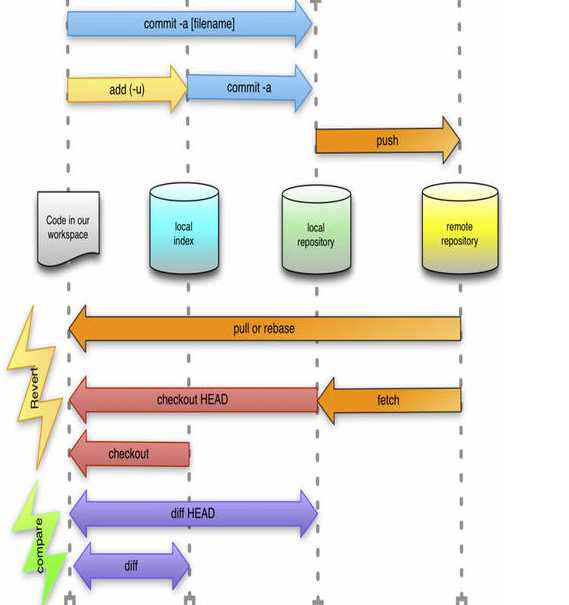 commit -a [filename]
add (-u)
commit -a
push
Code in our
workspace
local
index
local
repository
remote
repository
pull or rebase
Revert
checkout HEAD
fetch
checkout
diff HEAD
compare
diff